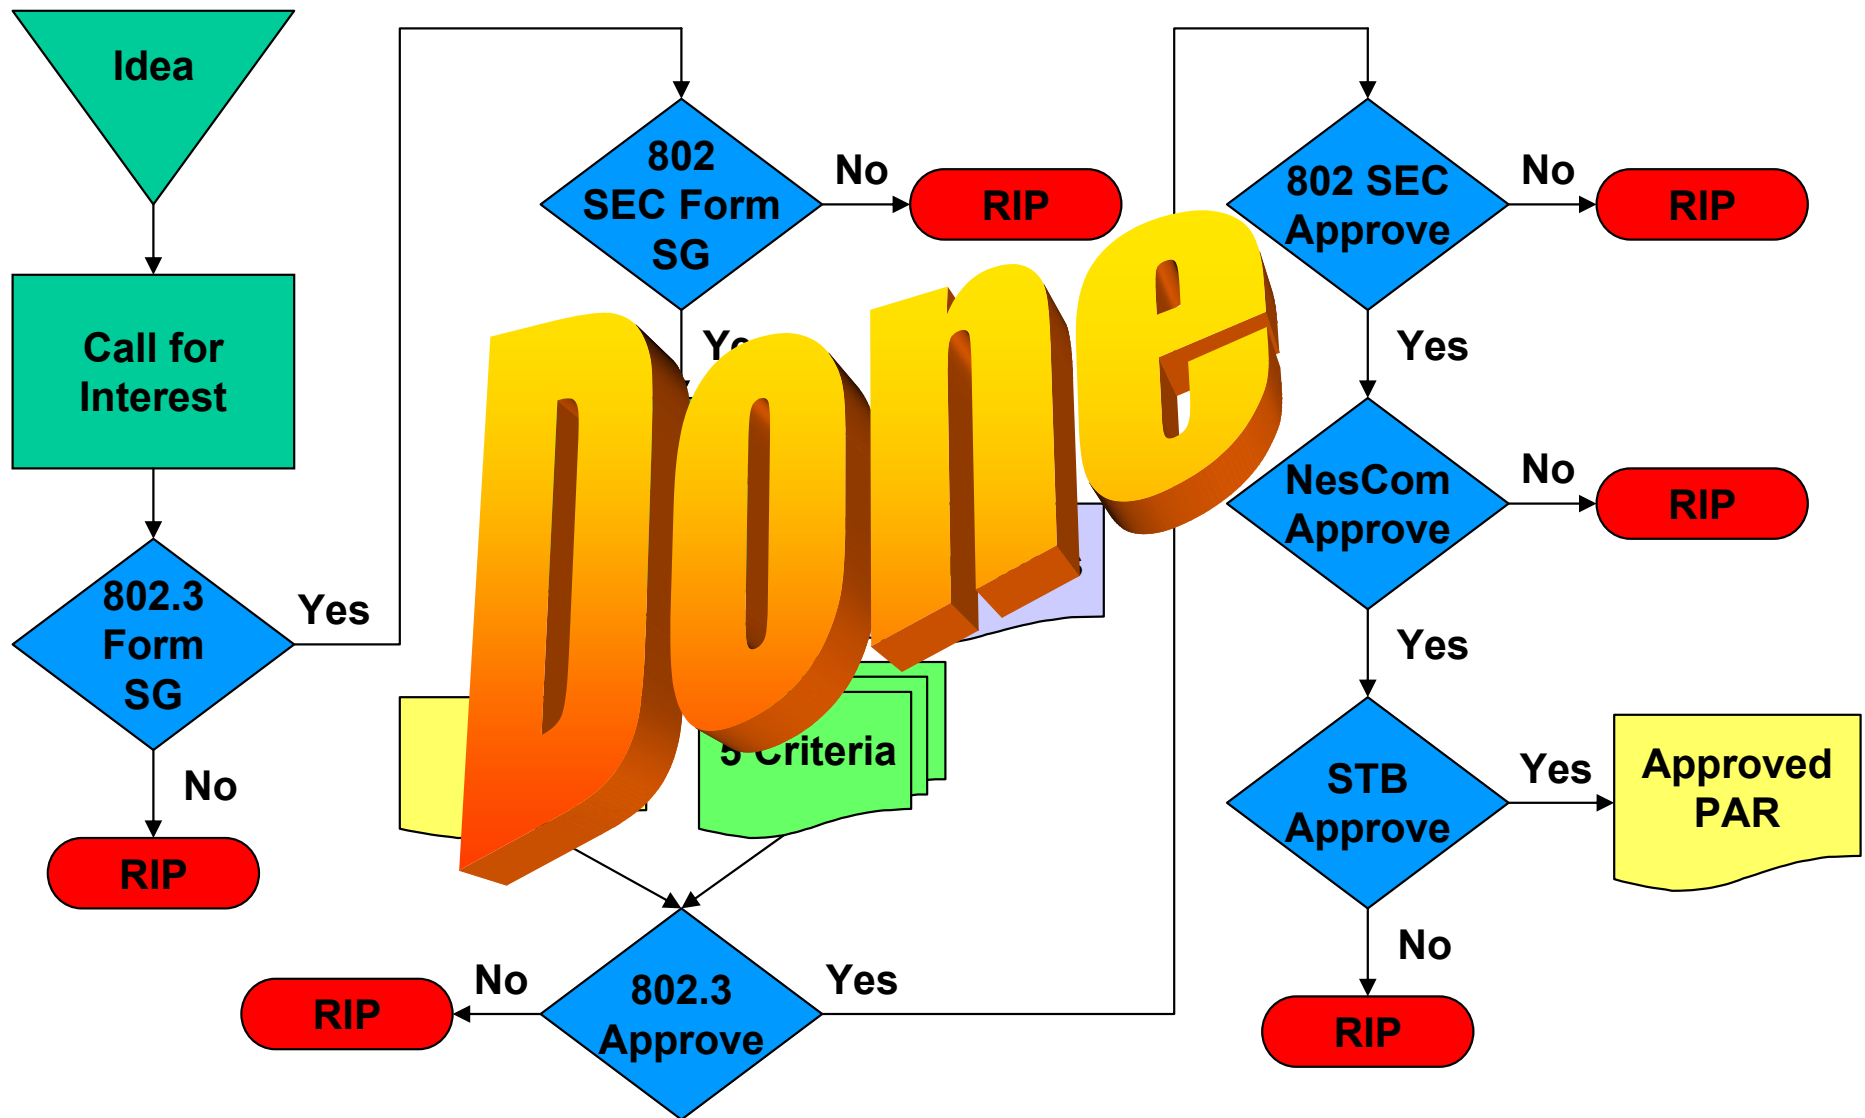 Idea
Call for
Interest
802.3
Form
SG
Yes
No
RIP
802
SEC Form
SG
No
RIP
Done
5 Criteria
802.3
Approve
No
RIP
Yes
802 SEC
Approve
No
RIP
Yes
NesCom
Approve
No
RIP
Yes
STB
Approve
Yes
Approved
PAR
No
RIP